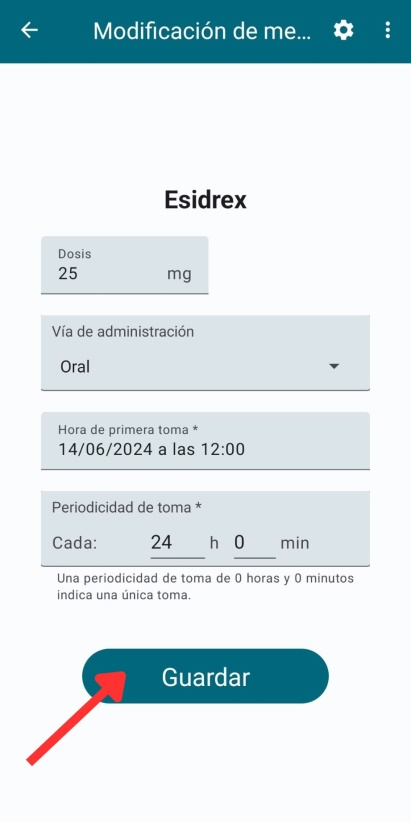 Modificación de me...
Esidrex
Dosis
25 mg
Vía de administración
Oral
Hora de primera toma *
14/06/2024 a las 12:00
Periodicidad de toma *
Cada: 24 h 0 min
Una periodicidad de toma de 0 horas y 0 minutos
indica una única toma.
Guardar